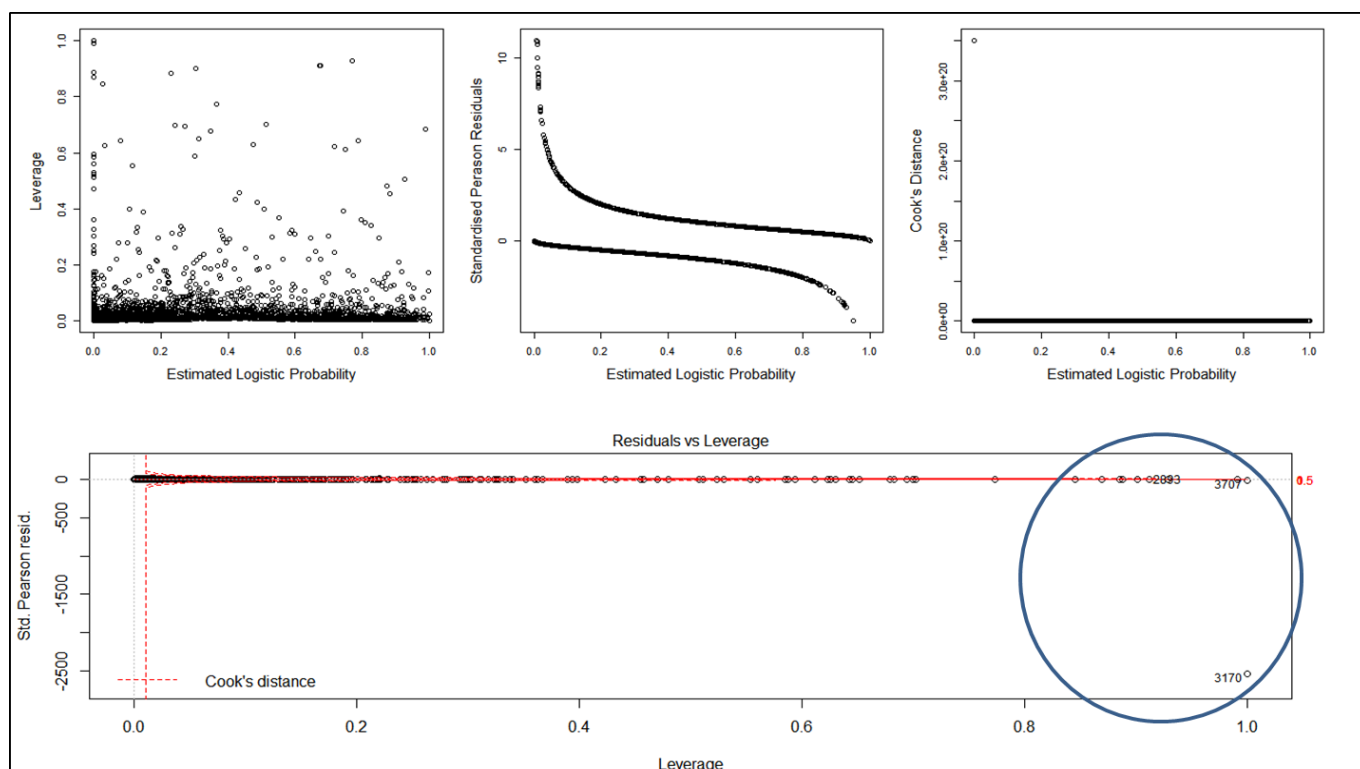 1.0
0.8
0.6
0.4
0.2
0.0
Leverage
0.0 0.2 0.4 0.6 0.8 1.0
Estimated Logistic Probability
10
5
0
Standardised Perason Residuals
0.0 0.2 0.4 0.6 0.8 1.0
Estimated Logistic Probability
3.0e+20
2.0e+20
1.0e+20
0.0e+00
Cook's Distance
0.0 0.2 0.4 0.6 0.8 1.0
Estimated Logistic Probability
Residuals vs Leverage
0
-500
-1500
-2500
Std. Pearson resid.
2893
3707
3170
Cook's distance
0.0 0.2 0.4 0.6 0.8 1.0
Leverage